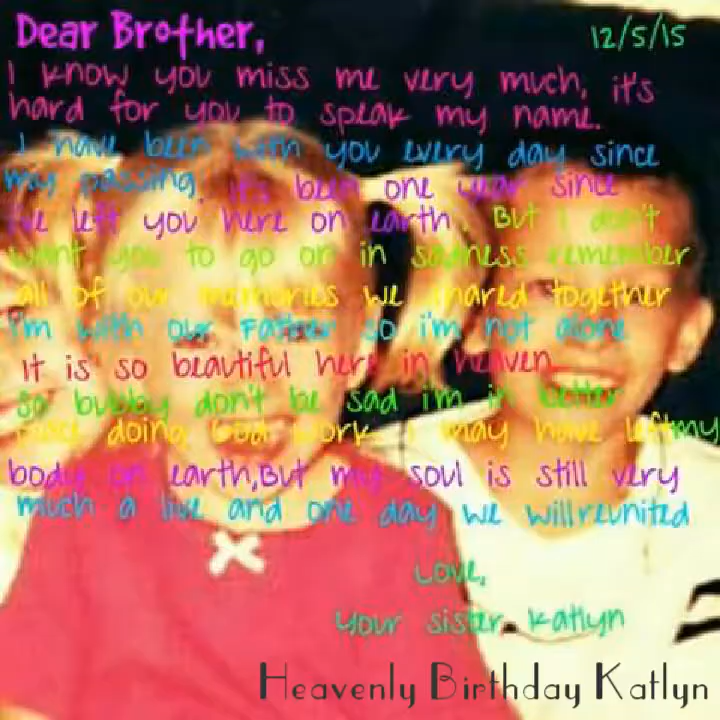 Dear Brother,
12/5/15
I know you miss me very much, it's
hard for you to speak my name.
I have been with you every day since
my passing. it's been one year since
I've left you here on earth. But I don't
want you to go on in sadness remember
all of our memories we shared together
i'm with our Father so i'm not alone
It is so beautiful here in heaven
So bubby don't be sad i'm in better
place doing God work. I may have left my
body on earth, But my soul is still very
much a live and one day we will reunited
Love,
your sister Katlyn
Heavenly Birthday Katlyn